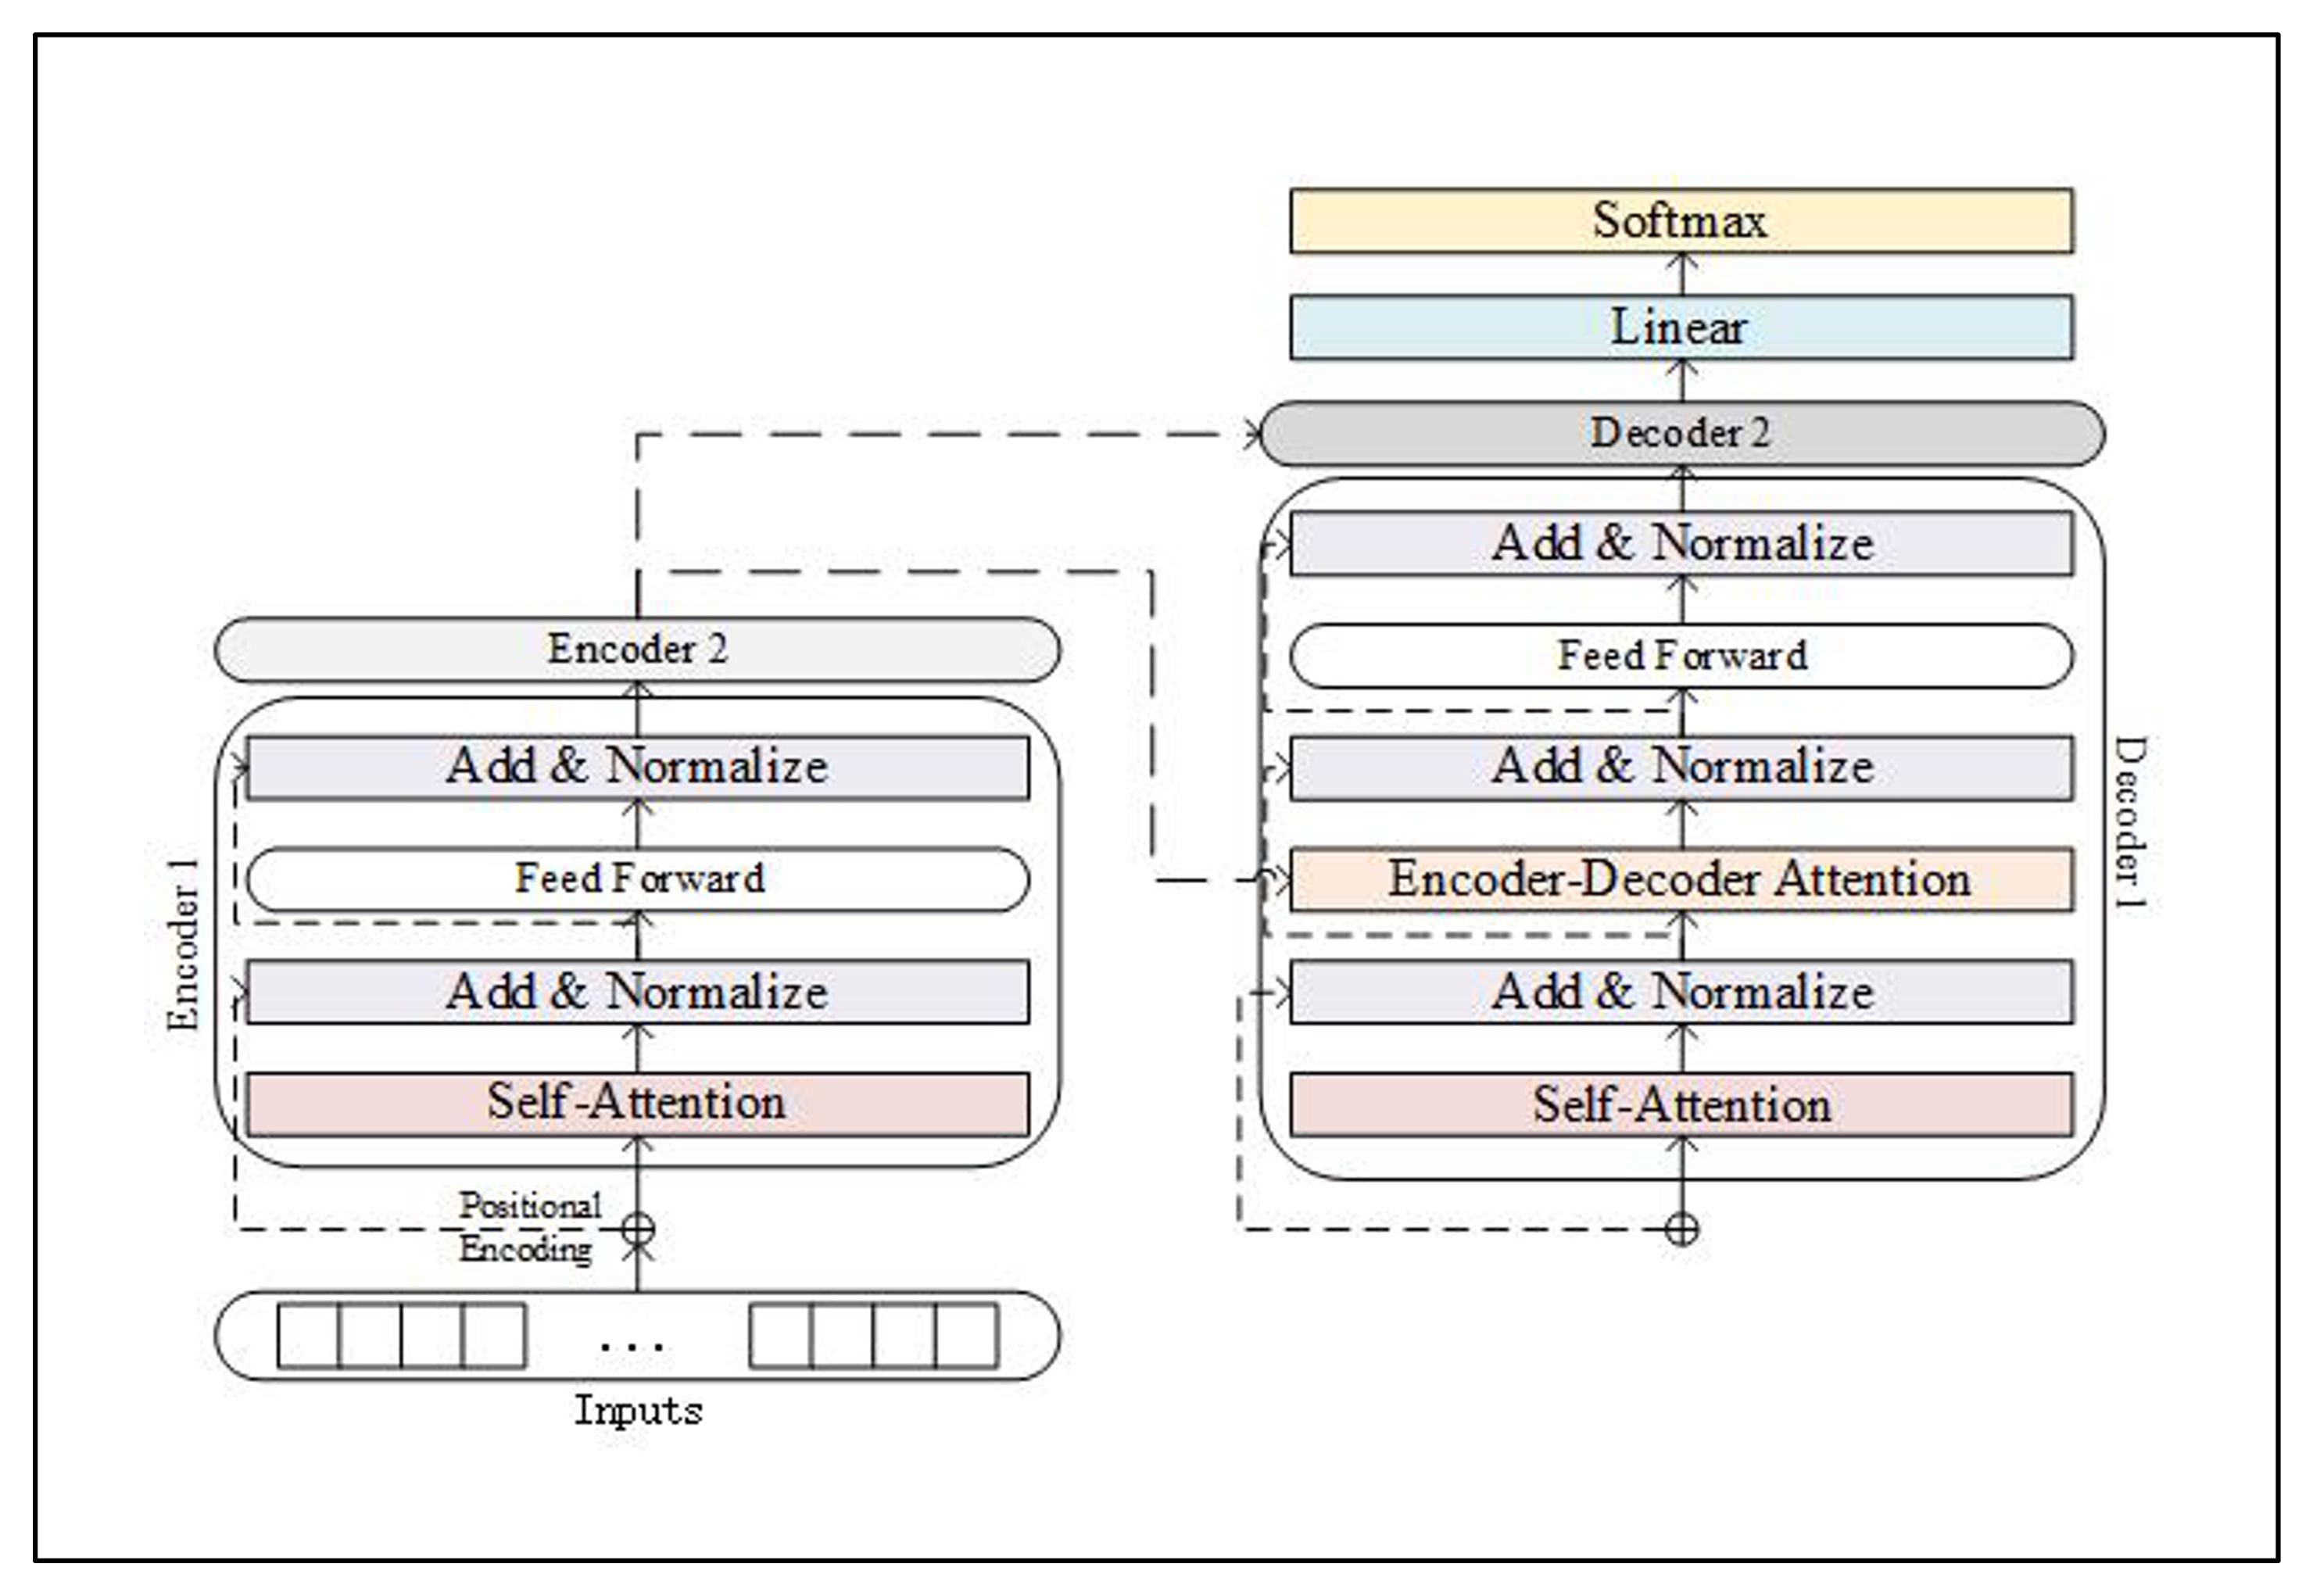 Softmax
Linear
Decoder 2
Add & Normalize
Feed Forward
Add & Normalize
Encoder-Decoder Attention
Add & Normalize
Self-Attention
Decoder 1
Encoder 2
Add & Normalize
Feed Forward
Add & Normalize
Self-Attention
Encoder 1
Positional
Encoding
...
Inputs